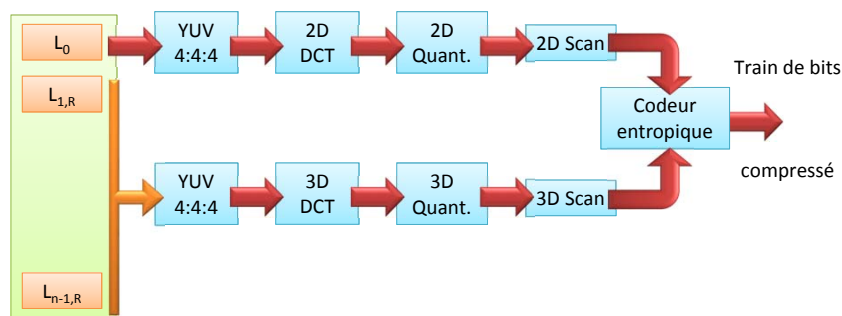 L0
YUV
4:4:4
2D
DCT
2D
Quant.
2D Scan
L1,R
Codeur
entropique
Train de bits
compressé
YUV
4:4:4
3D
DCT
3D
Quant.
3D Scan
Ln-1,R